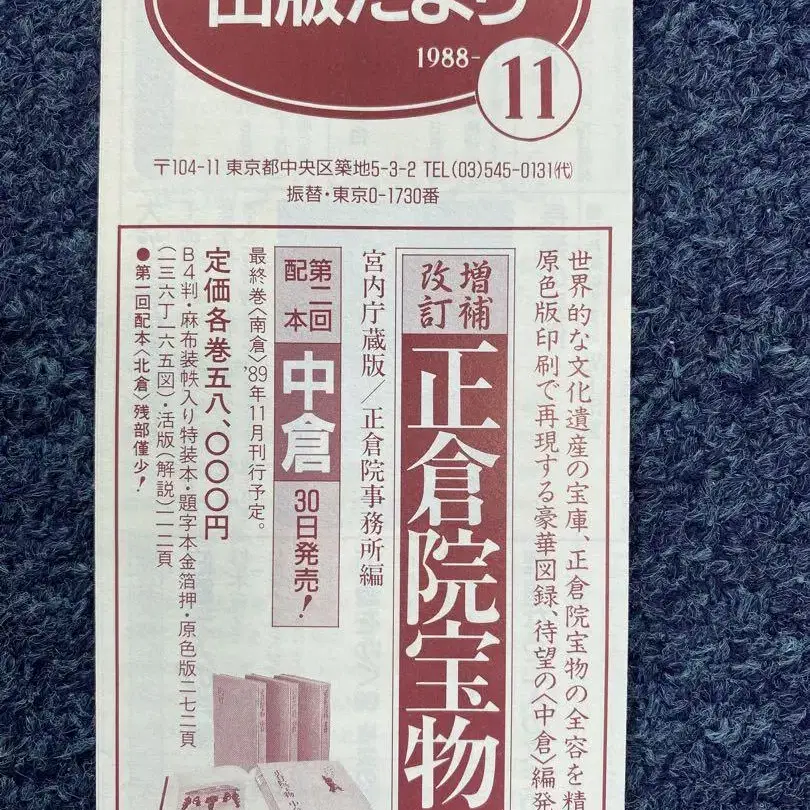 出版だより
1988-
11
〒104-11 東京都中央区築地5-3-2 TEL(03)545-0131(代)
振替・東京0-1730番
世界的な文化遺産の宝庫、正倉院宝物の全容を精
原色版印刷で再現する豪華図録、待望の〈中倉〉編発
増補
改訂
正倉院宝物
宮内庁蔵版/正倉院事務所編
第二回
配本
中倉
30日発売!
最終巻〈南倉〉'89年11月刊行予定。
定価各巻五八、〇〇〇円
B4判・麻布装帙入り特装本・題字本金箔押・原色版二七二頁
(一三六丁一六五図)・活版(解説)一一二頁
●第一回配本〈北倉〉残部僅少!